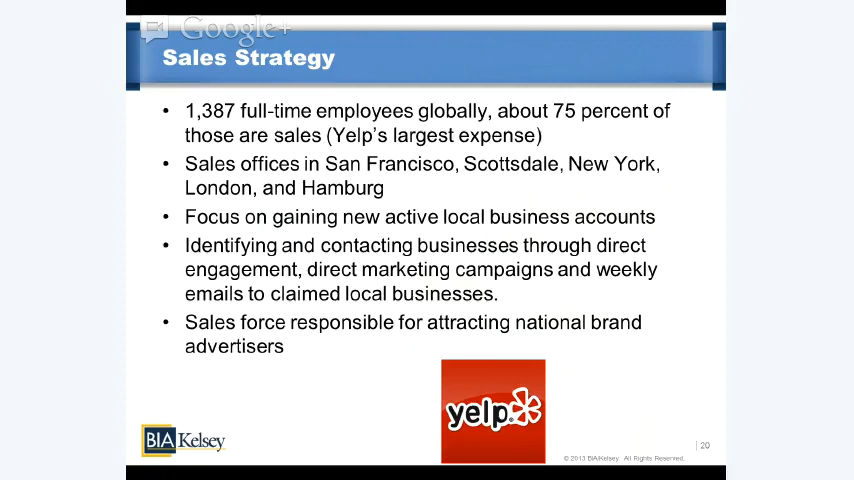 Google+
Sales Strategy
• 1,387 full-time employees globally, about 75 percent of
those are sales (Yelp's largest expense)
• Sales offices in San Francisco, Scottsdale, New York,
London, and Hamburg
• Focus on gaining new active local business accounts
• Identifying and contacting businesses through direct
engagement, direct marketing campaigns and weekly
emails to claimed local businesses.
• Sales force responsible for attracting national brand
advertisers
yelp
BIA Kelsey
20
© 2013 BIA/Kelsey. All Rights Reserved.